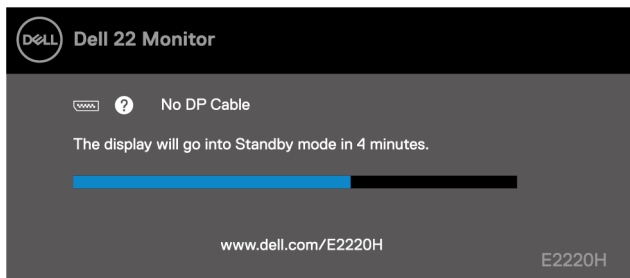 DELL Dell 22 Monitor
? No DP Cable
The display will go into Standby mode in 4 minutes.
www.dell.com/E2220H
E2220H